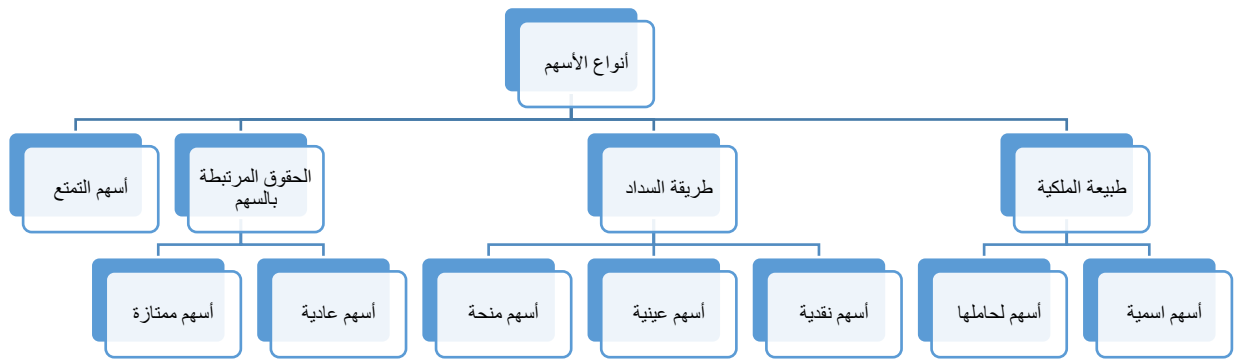 أنواع الأسهم
طبيعة الملكية
طريقة السداد
الحقوق المرتبطة
بالسهم
أسهم التمتع
أسهم اسمية
أسهم لحاملها
أسهم نقدية
أسهم عينية
أسهم منحة
أسهم عادية
أسهم ممتازة